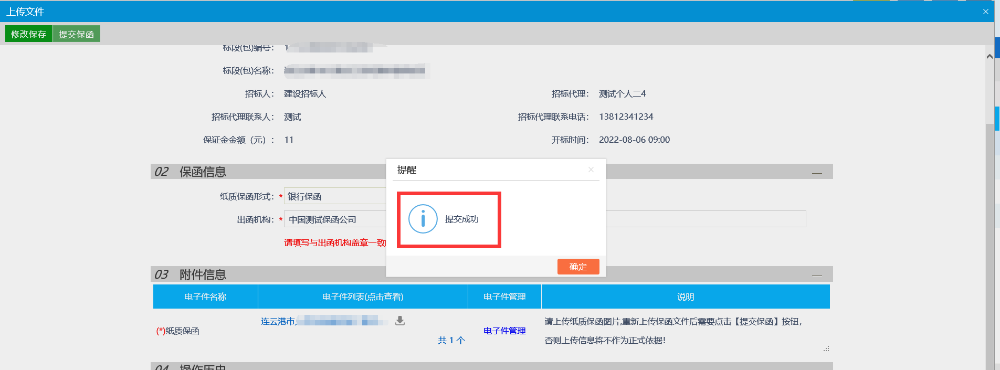 上传文件
修改保存 提交保函
标段(包)编号： 1
标段(包)名称：
招标人： 建设招标人 招标代理： 测试个人二4
招标代理联系人： 测试 招标代理联系电话： 13812341234
保证金金额（元）： 11 开标时间： 2022-08-06 09:00
02 保函信息
纸质保函形式： * 银行保函
出函机构： * 中国测试保函公司
请填写与出函机构盖章一致
提醒
提交成功
确定
03 附件信息
电子件名称 电子件列表(点击查看) 电子件管理 说明
(*)纸质保函 连云港市 共 1 个 电子件管理 请上传纸质保函图片,重新上传保函文件后需要点击【提交保函】按钮，
否则上传信息将不作为正式依据！
04 操作历史